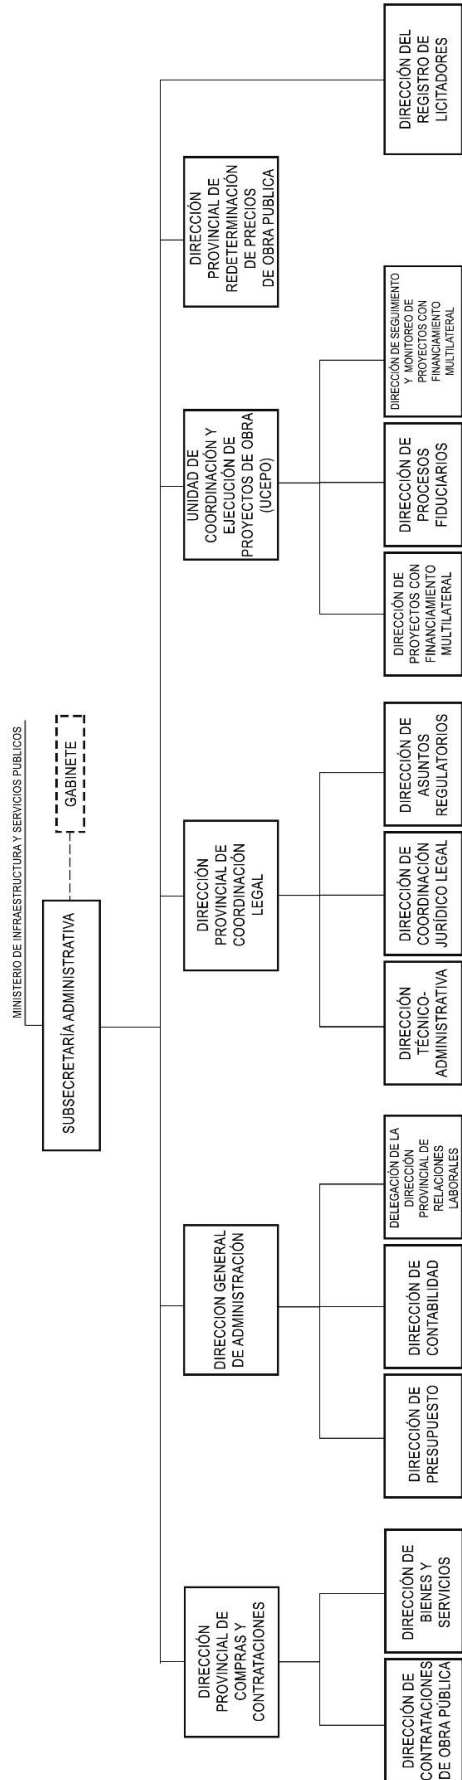 MINISTERIO DE INFRAESTRUCTURA Y SERVICIOS PUBLICOS
SUBSECRETARÍA ADMINISTRATIVA
GABINETE
DIRECCIÓN
PROVINCIAL DE
COMPRAS Y
CONTRATACIONES
DIRECCION GENERAL
DE ADMINISTRACIÓN
DIRECCIÓN
PROVINCIAL DE
COORDINACIÓN
LEGAL
UNIDAD DE
COORDINACIÓN Y
EJECUCIÓN DE
PROYECTOS DE OBRA
(UCEPO)
DIRECCIÓN
PROVINCIAL DE
REDETERMINACIÓN
DE PRECIOS
DE OBRA PUBLICA
DIRECCIÓN DE
CONTRATACIONES
DE OBRA PÚBLICA
DIRECCIÓN DE
BIENES Y
SERVICIOS
DIRECCIÓN DE
PRESUPUESTO
DIRECCIÓN DE
CONTABILIDAD
DELEGACIÓN DE LA
DIRECCIÓN
PROVINCIAL DE
RELACIONES
LABORALES
DIRECCIÓN
TÉCNICO-
ADMINISTRATIVA
DIRECCIÓN DE
COORDINACIÓN
JURÍDICO LEGAL
DIRECCIÓN DE
ASUNTOS
REGULATORIOS
DIRECCIÓN DE
PROYECTOS CON
FINANCIAMIENTO
MULTILATERAL
DIRECCIÓN DE
PROCESOS
FIDUCIARIOS
DIRECCIÓN DE SEGUIMIENTO
Y MONITOREO DE
PROYECTOS CON
FINANCIAMIENTO
MULTILATERAL
DIRECCIÓN DEL
REGISTRO DE
LICITADORES